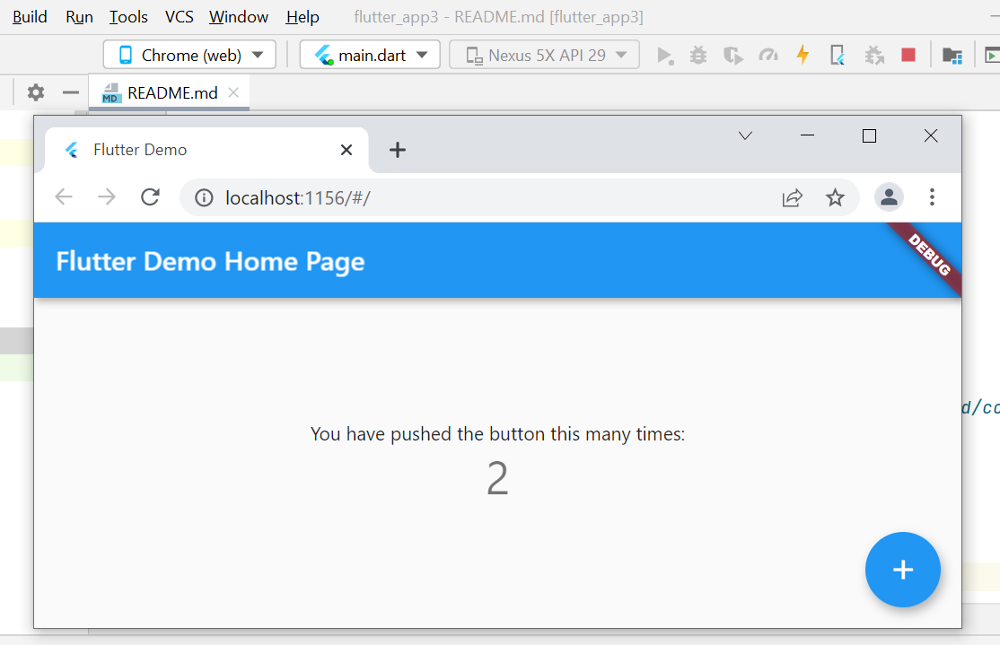 Build Run Tools VCS Window Help flutter_app3 - README.md [flutter_app3]
Chrome (web) main.dart Nexus 5X API 29
MD README.md
Flutter Demo
localhost:1156/#/
Flutter Demo Home Page
DEBUG
d/co
You have pushed the button this many times:
2